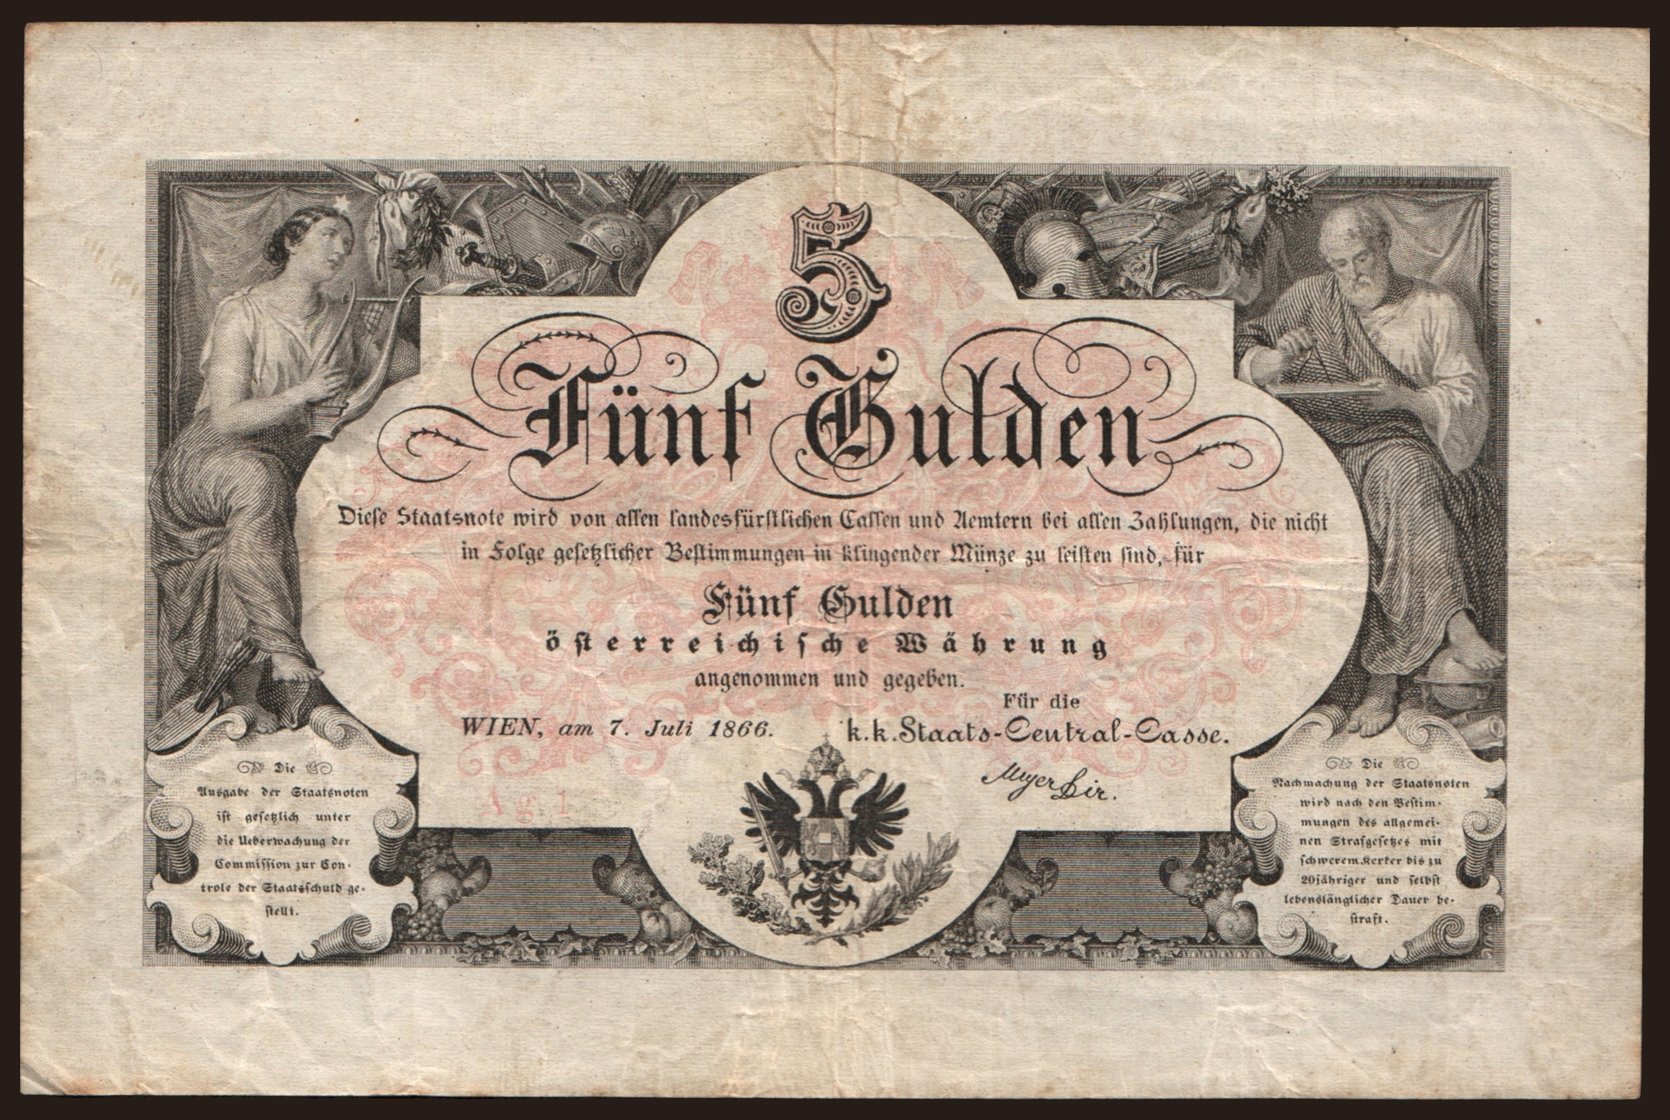 5
Fünf Gulden
Diese Staatsnote wird von allen landesfürstlichen Cassen und Aemtern bei allen Zahlungen, die nicht
in Folge gesetzlicher Bestimmungen in klingender Münze zu leisten sind, für
Fünf Gulden
österreichische Währung
angenommen und gegeben.
Für die
WIEN, am 7. Juli 1866.
k.k. Staats-Central-Casse.
Mayer Dir.
Ag 1
Die
Ausgabe der Staatsnoten
ist gesetzlich unter
die Ueberwachung der
Commission zur Con-
trole der Staatsschuld ge-
stellt.
Die
Nachmachung der Staatsnoten
wird nach den Bestim-
mungen des allgemei-
nen Strafgesetzes mit
schwerem Kerker bis zu
20jähriger und selbst
lebenslänglicher Dauer be-
straft.